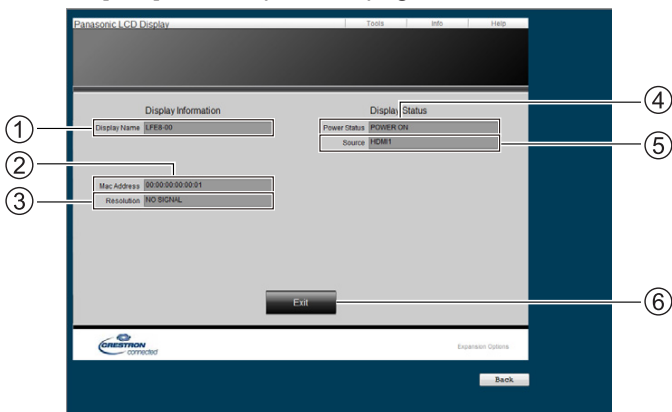 Panasonic LCD Display
Tools Info Help
Display Information
Display Status
④
① Display Name LFE8-00
Power Status POWER ON
Source HDMI1 ⑤
②
Mac Address 00:00:00:00:00:01
③ Resolution NO SIGNAL
Exit ⑥
CRESTRON
connected
Expansion Options
Back